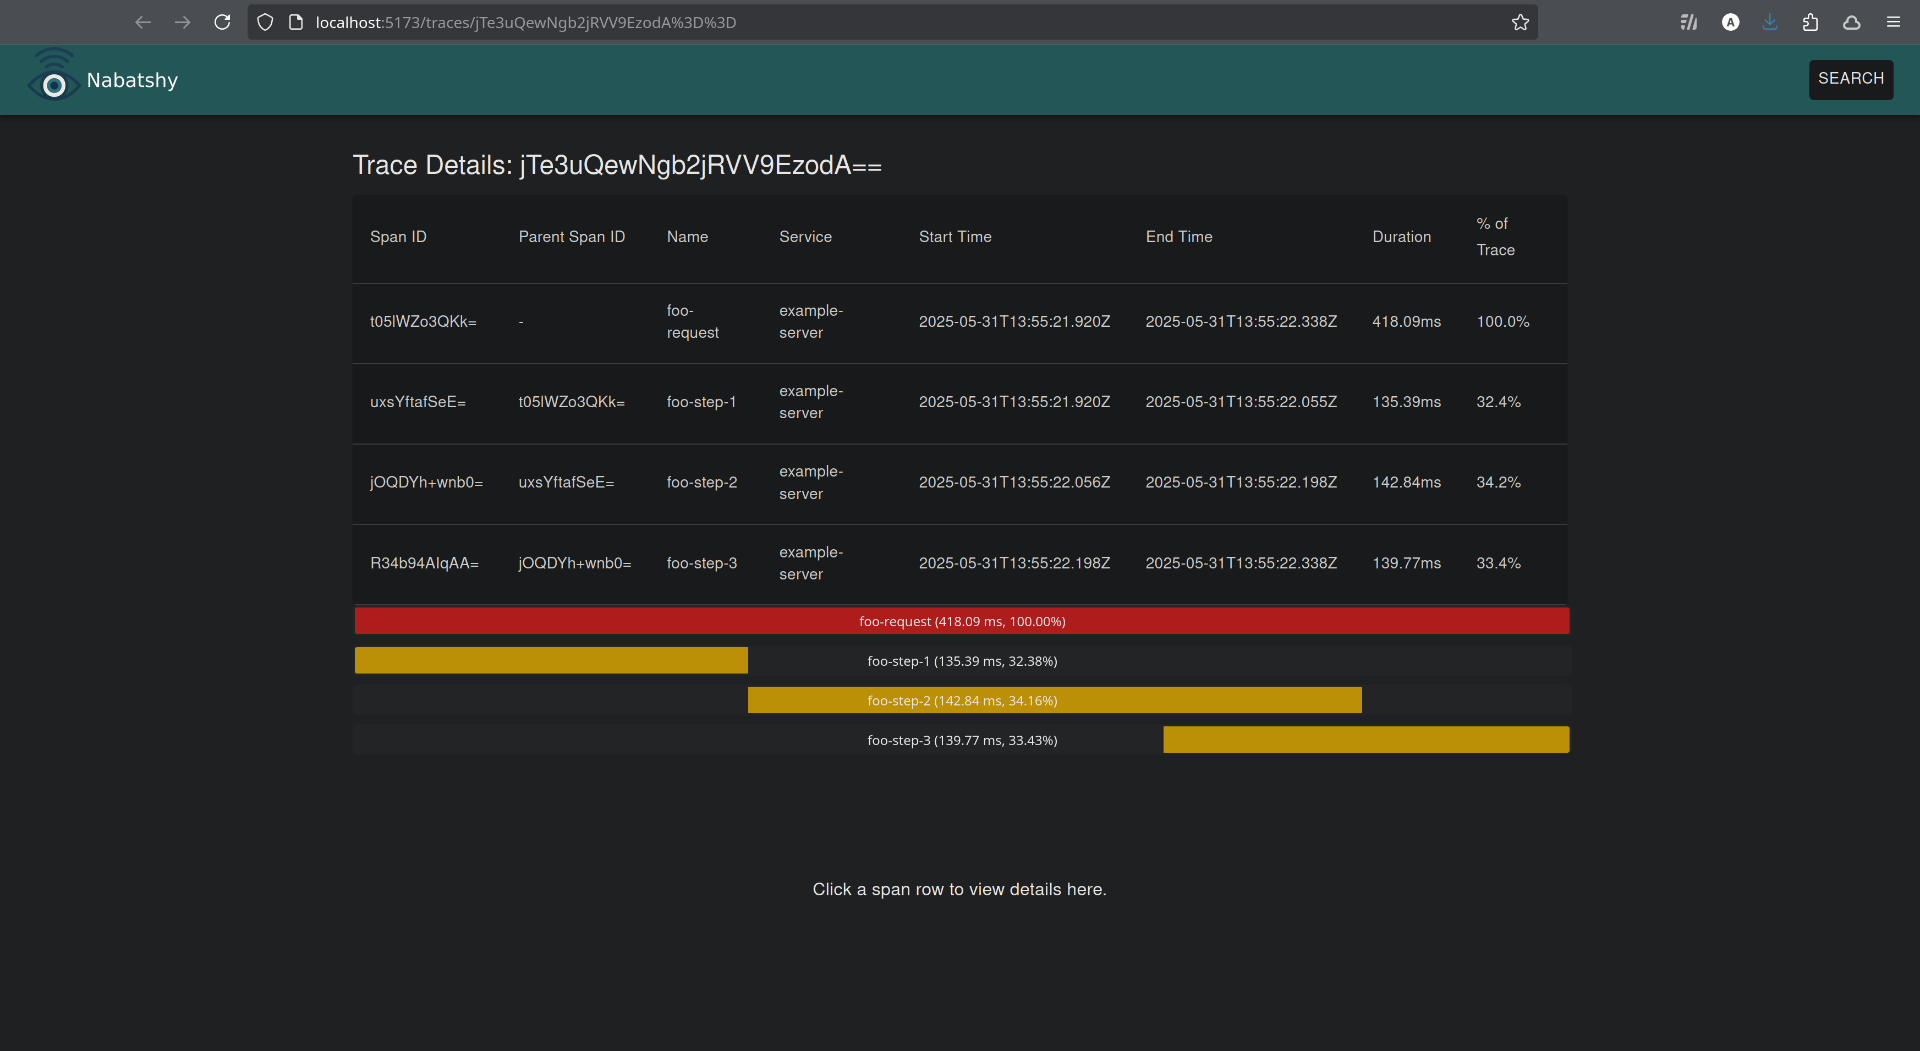 localhost:5173/traces/jTe3uQewNgb2jRVV9EzodA%3D%3D
A
Nabatshy
SEARCH
Trace Details: jTe3uQewNgb2jRVV9EzodA==
Span ID Parent Span ID Name Service Start Time End Time Duration % of Trace
t05lWZo3QKk= - foo-request example-server 2025-05-31T13:55:21.920Z 2025-05-31T13:55:22.338Z 418.09ms 100.0%
uxsYftafSeE= t05lWZo3QKk= foo-step-1 example-server 2025-05-31T13:55:21.920Z 2025-05-31T13:55:22.055Z 135.39ms 32.4%
jOQDYh+wnb0= uxsYftafSeE= foo-step-2 example-server 2025-05-31T13:55:22.056Z 2025-05-31T13:55:22.198Z 142.84ms 34.2%
R34b94AIqAA= jOQDYh+wnb0= foo-step-3 example-server 2025-05-31T13:55:22.198Z 2025-05-31T13:55:22.338Z 139.77ms 33.4%
foo-request (418.09 ms, 100.00%)
foo-step-1 (135.39 ms, 32.38%)
foo-step-2 (142.84 ms, 34.16%)
foo-step-3 (139.77 ms, 33.43%)
Click a span row to view details here.